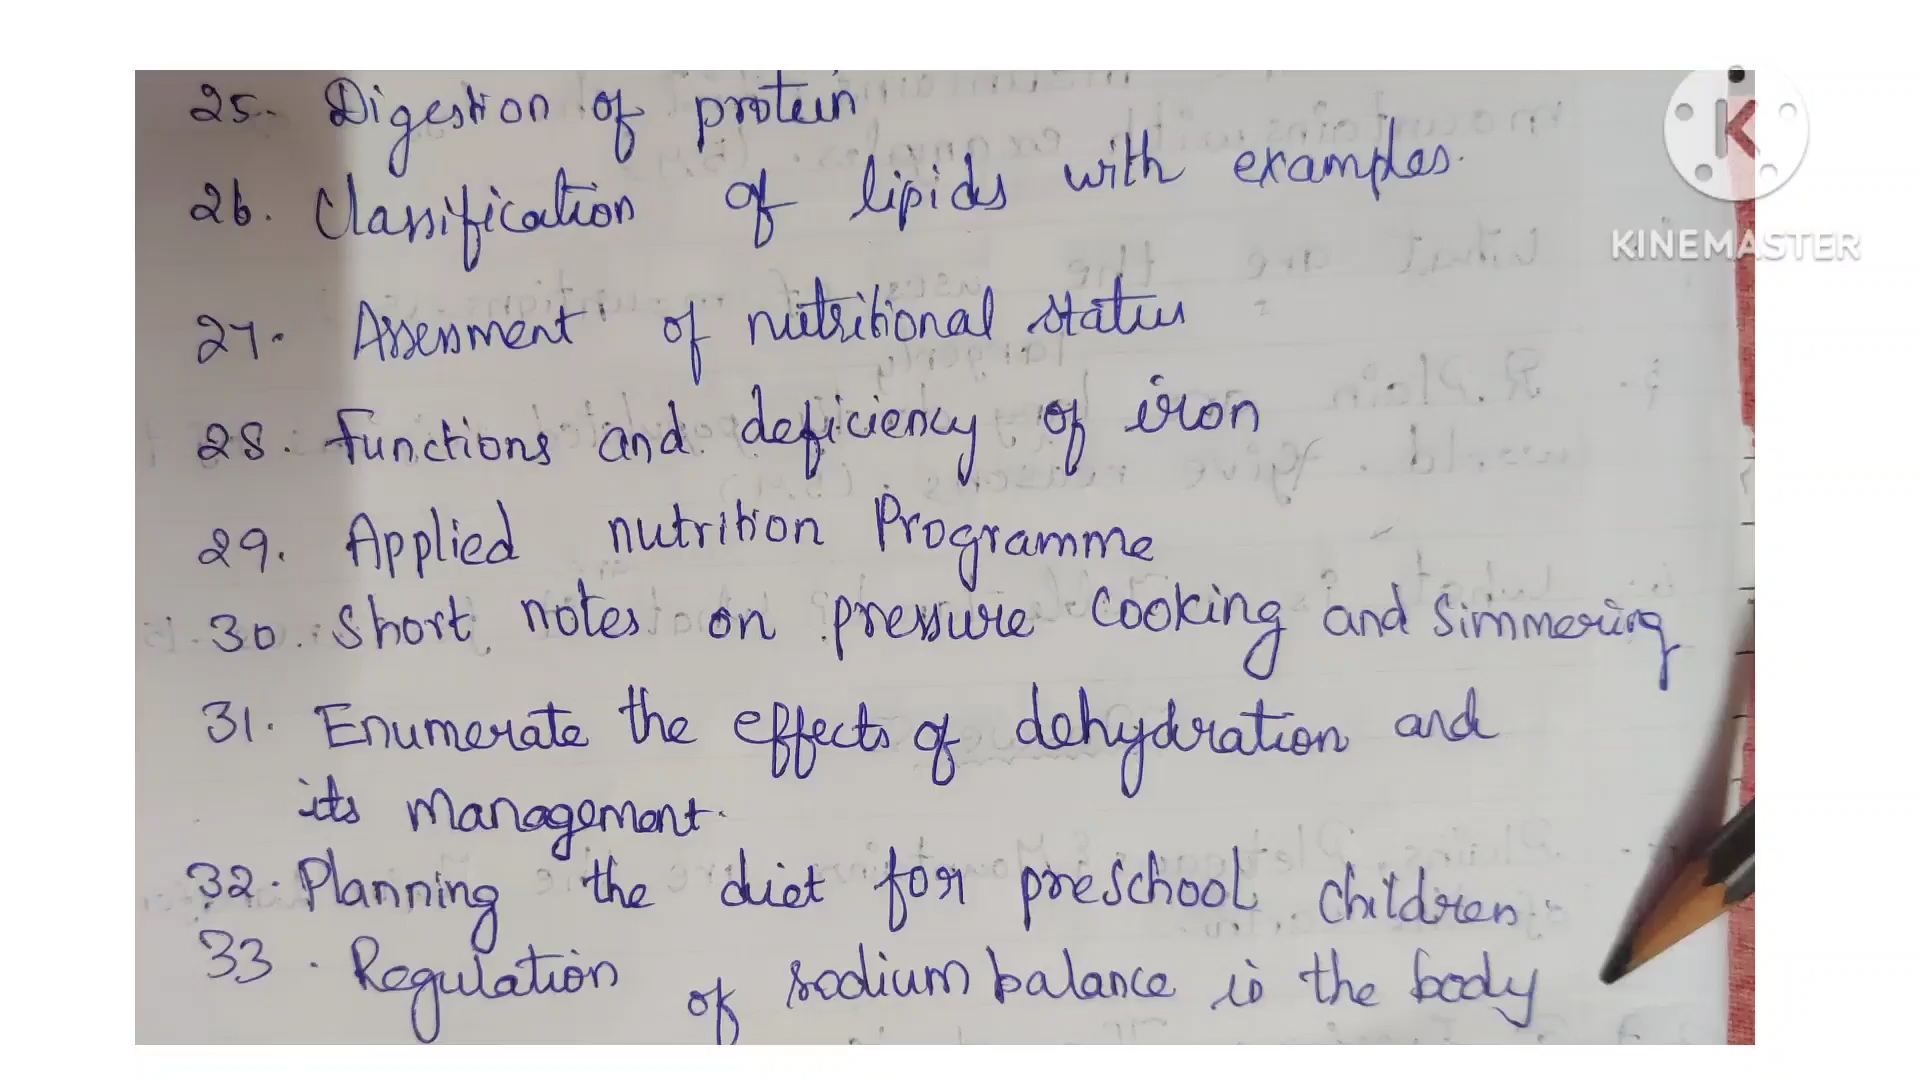 25. Digestion of protein
26. Classification of lipids with examples.
KINEMASTER
27. Assessment of nutritional status
28. Functions and deficiency of iron
29. Applied nutrition Programme
30. Short notes on pressure cooking and Simmering
31. Enumerate the effects of dehydration and
its management.
32. Planning the diet for preschool children.
33. Regulation of sodium balance is the body